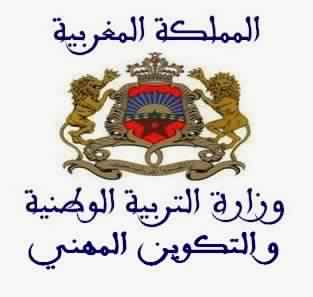 المملكة المغربية
وزارة التربية الوطنية
والتكوين المهني